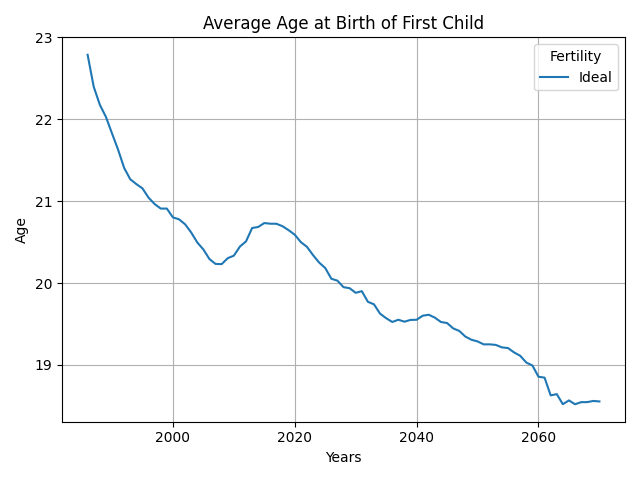 Average Age at Birth of First Child
Fertility
Ideal
23
22
21
20
19
Age
2000
2020
2040
2060
Years